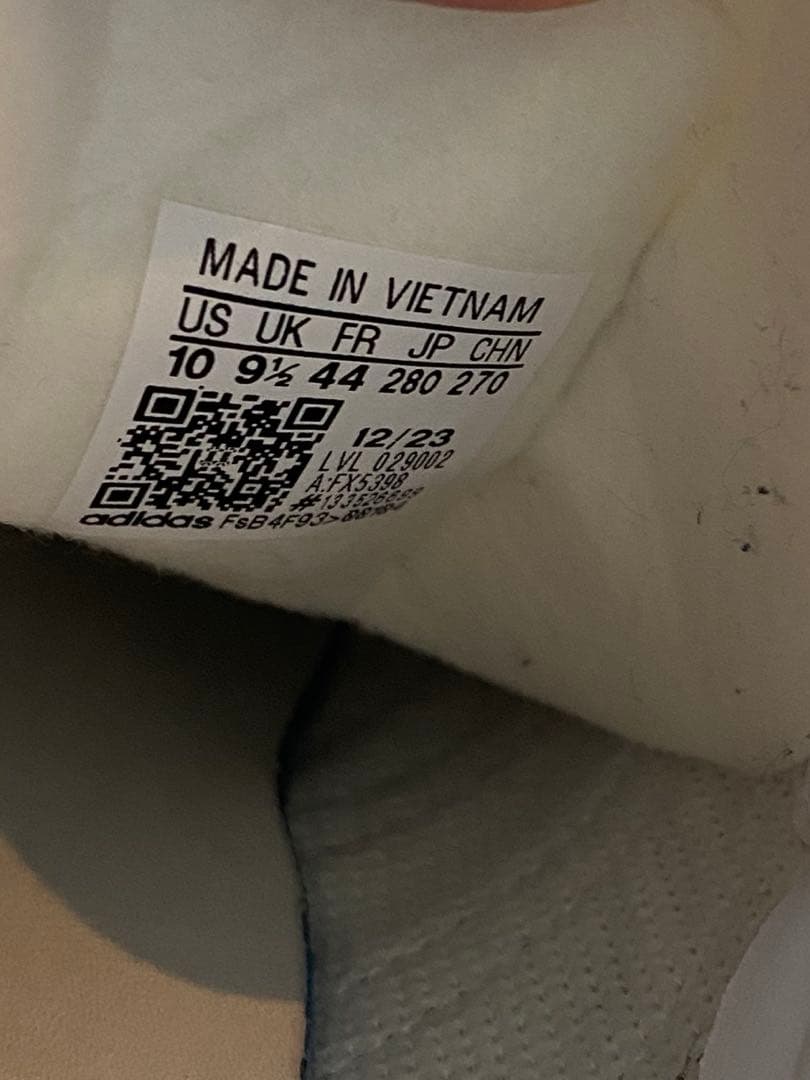 MADE IN VIETNAM
US UK FR JP CHN
10 9½ 44 280 270
12/23
LVL 029002
A:FX5398
adidas FsB4F93>